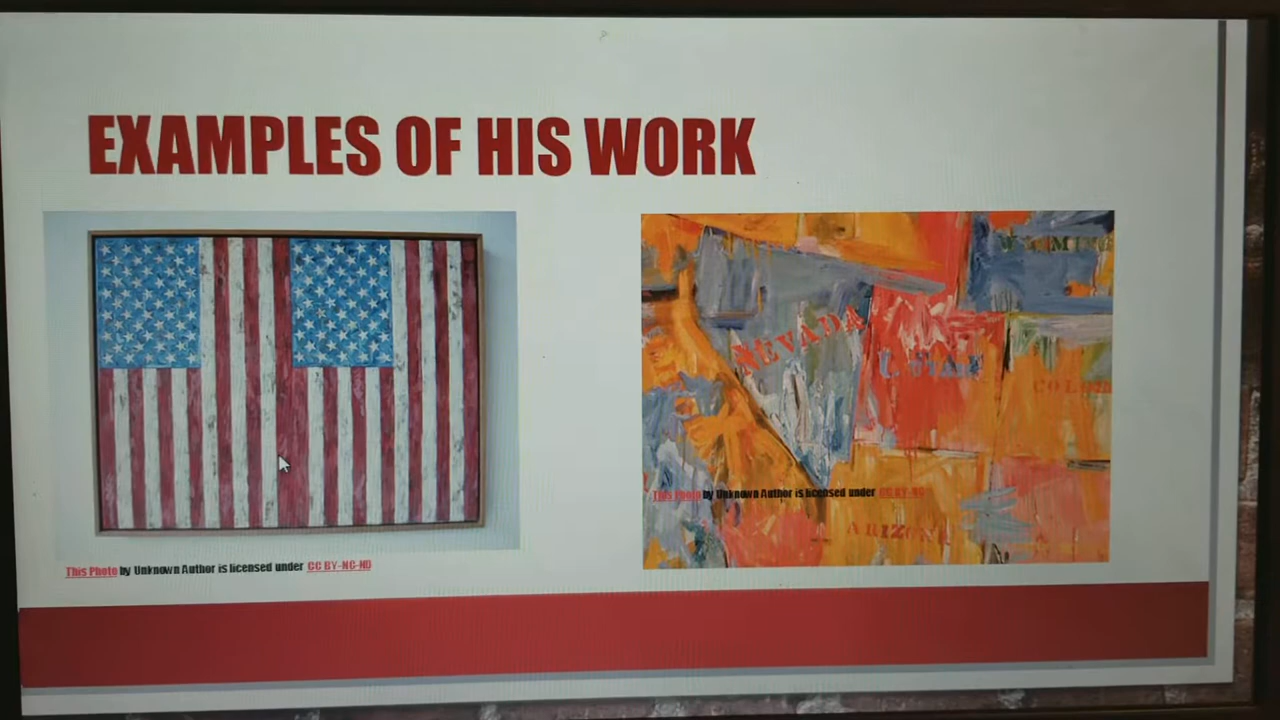 EXAMPLES OF HIS WORK
WYOMING
NEVADA
COLO
ARIZONA
This Photo by Unknown Author is licensed under CC BY-NC
This Photo by Unknown Author is licensed under CC BY-NC-ND